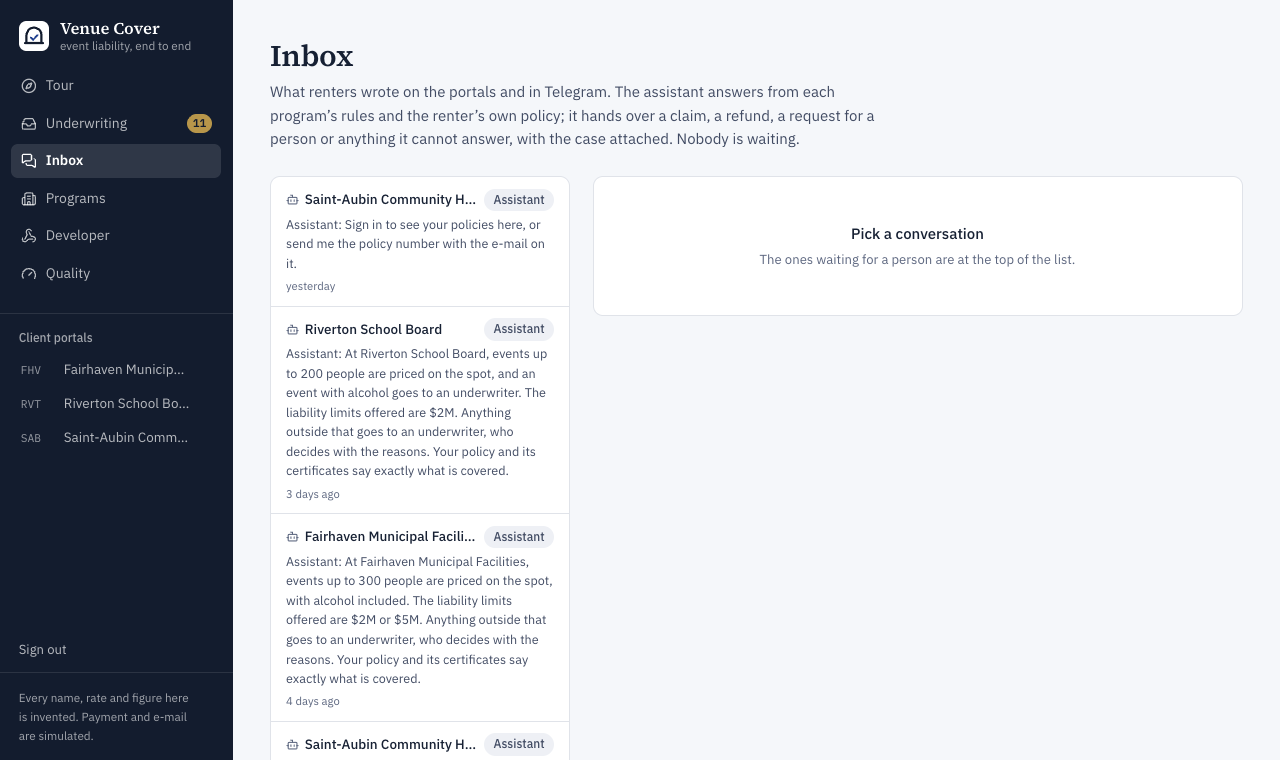 Venue Cover
event liability, end to end
Tour
Underwriting 11
Inbox
Programs
Developer
Quality
Client portals
FHV Fairhaven Municip...
RVT Riverton School Bo...
SAB Saint-Aubin Comm...
Sign out
Every name, rate and figure here
is invented. Payment and e-mail
are simulated.
Inbox
What renters wrote on the portals and in Telegram. The assistant answers from each
program’s rules and the renter’s own policy; it hands over a claim, a refund, a request for a
person or anything it cannot answer, with the case attached. Nobody is waiting.
Saint-Aubin Community H... Assistant
Assistant: Sign in to see your policies here, or
send me the policy number with the e-mail on
it.
yesterday
Riverton School Board Assistant
Assistant: At Riverton School Board, events up
to 200 people are priced on the spot, and an
event with alcohol goes to an underwriter. The
liability limits offered are $2M. Anything
outside that goes to an underwriter, who
decides with the reasons. Your policy and its
certificates say exactly what is covered.
3 days ago
Fairhaven Municipal Facili... Assistant
Assistant: At Fairhaven Municipal Facilities,
events up to 300 people are priced on the spot,
with alcohol included. The liability limits
offered are $2M or $5M. Anything outside that
goes to an underwriter, who decides with the
reasons. Your policy and its certificates say
exactly what is covered.
4 days ago
Saint-Aubin Community H... Assistant
Pick a conversation
The ones waiting for a person are at the top of the list.